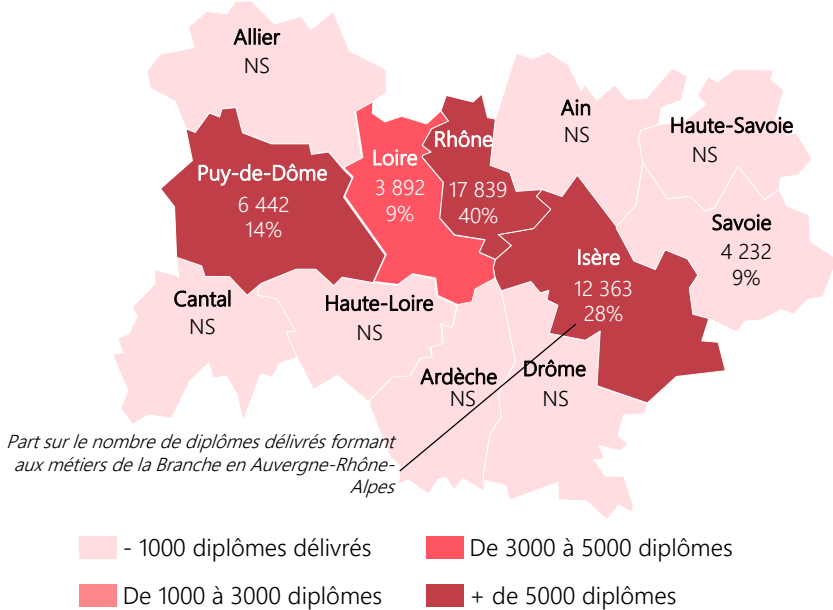 Allier
NS
Ain
NS
Haute-Savoie
NS
Rhône
17 839
40%
Loire
3 892
9%
Puy-de-Dôme
6 442
14%
Savoie
4 232
9%
Isère
12 363
28%
Cantal
NS
Haute-Loire
NS
Ardèche
NS
Drôme
NS
Part sur le nombre de diplômes délivrés formant
aux métiers de la Branche en Auvergne-Rhône-
Alpes
- 1000 diplômes délivrés
De 3000 à 5000 diplômes
De 1000 à 3000 diplômes
+ de 5000 diplômes